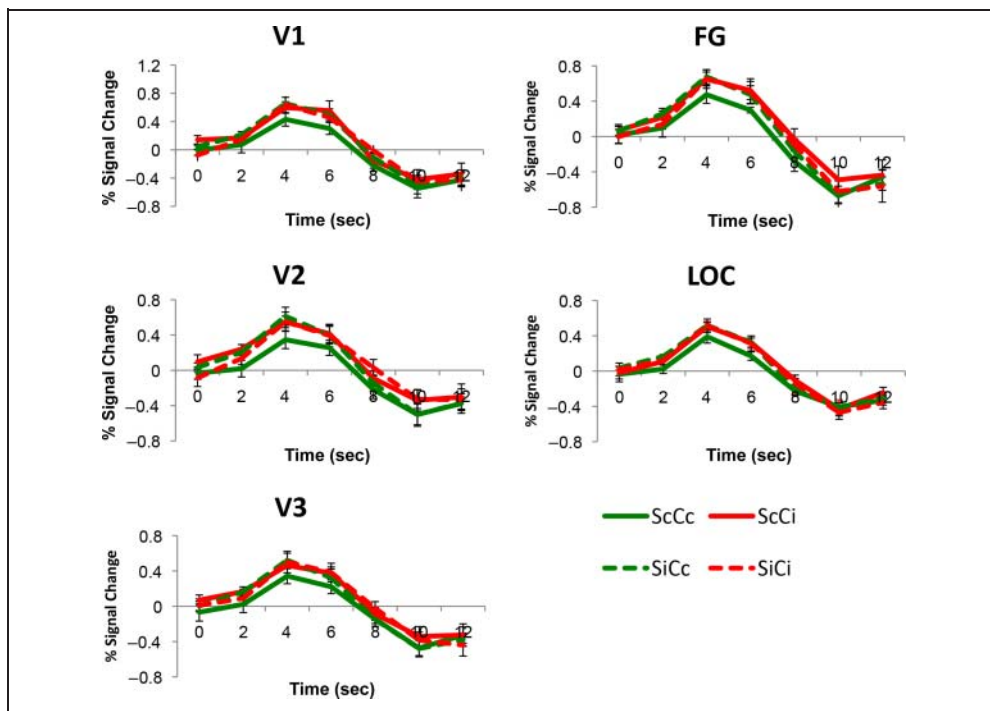 V1
% Signal Change
1.2
0.8
0.4
0
–0.4
–0.8
0 2 4 6 8 10 12
Time (sec)
FG
% Signal Change
0.8
0.4
0
–0.4
–0.8
0 2 4 6 8 10 12
Time (sec)
V2
% Signal Change
0.8
0.4
0
–0.4
–0.8
0 2 4 6 8 10 12
Time (sec)
LOC
% Signal Change
0.8
0.4
0
–0.4
–0.8
0 2 4 6 8 10 12
Time (sec)
V3
% Signal Change
0.8
0.4
0
–0.4
–0.8
0 2 4 6 8 10 12
Time (sec)
ScCc ScCi
SiCc SiCi